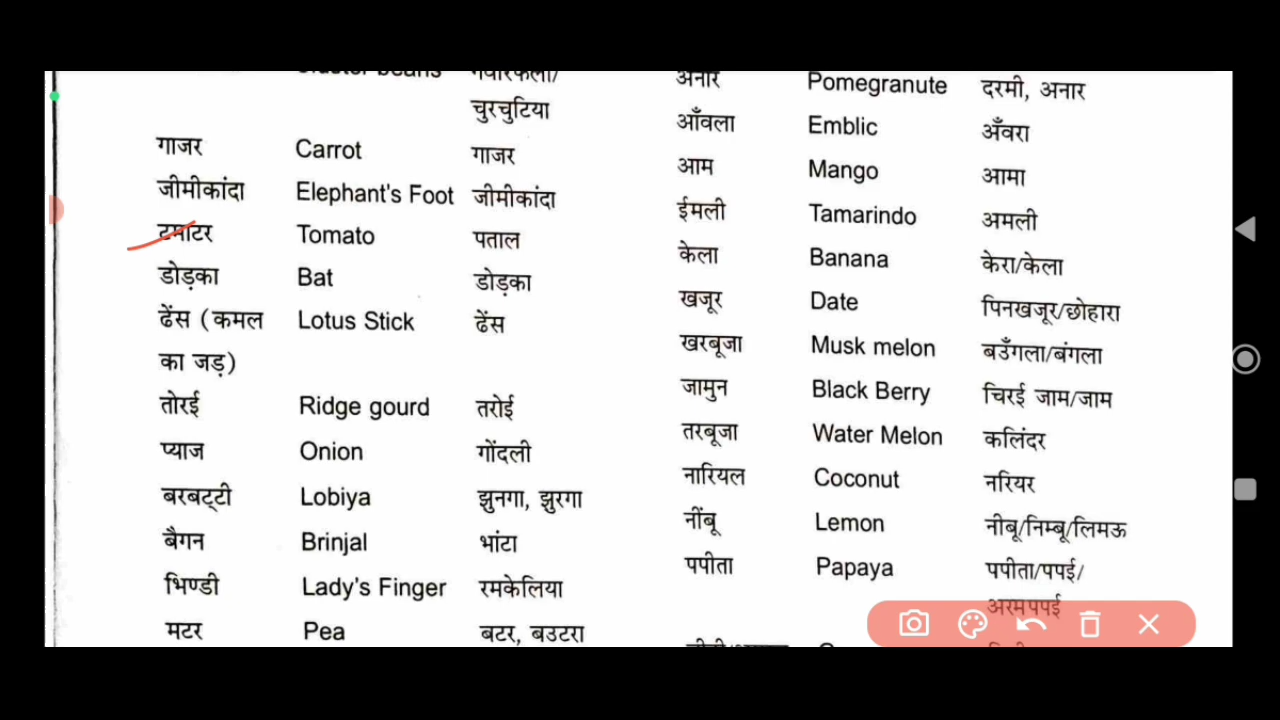 गाजर Carrot गाजर
जीमीकांदा Elephant's Foot जीमीकांदा
टमाटर Tomato पताल
डोड़का Bat डोड़का
ढेंस (कमल Lotus Stick ढेंस
का जड़)
तोरई Ridge gourd तरोई
प्याज Onion गोंदली
बरबट्टी Lobiya झुनगा, झुरगा
बैगन Brinjal भांटा
भिण्डी Lady's Finger रमकेलिया
मटर Pea बटर, बउटरा
चुरचुटिया
अनार Pomegranute दरमी, अनार
आँवला Emblic अँवरा
आम Mango आमा
ईमली Tamarindo अमली
केला Banana केरा/केला
खजूर Date पिनखजूर/छोहारा
खरबूजा Musk melon बउँगला/बंगला
जामुन Black Berry चिरई जाम/जाम
तरबूजा Water Melon कलिंदर
नारियल Coconut नरियर
नींबू Lemon नीबू/निम्बू/लिमऊ
पपीता Papaya पपीता/पपई/
अरमपपई